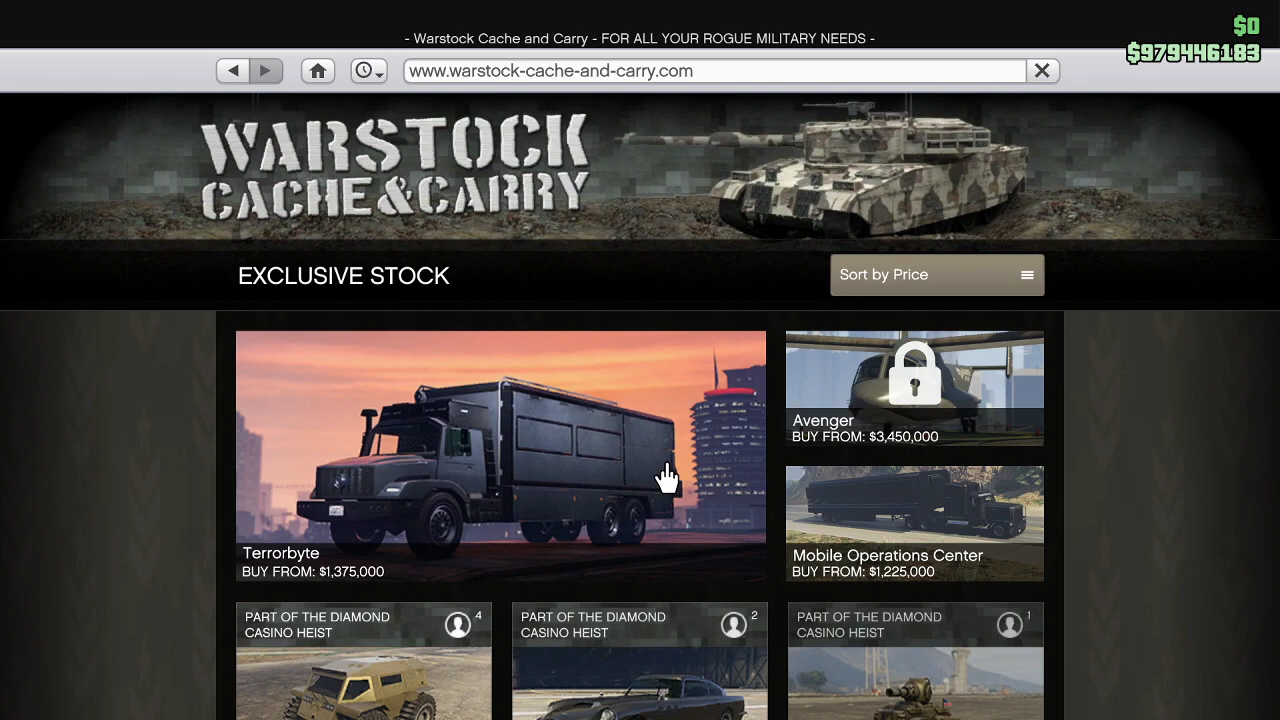 $0
- Warstock Cache and Carry - FOR ALL YOUR ROGUE MILITARY NEEDS -
$979446183
www.warstock-cache-and-carry.com
WARSTOCK
CACHE & CARRY
EXCLUSIVE STOCK
Sort by Price
Terrorbyte
BUY FROM: $1,375,000
Avenger
BUY FROM: $3,450,000
Mobile Operations Center
BUY FROM: $1,225,000
PART OF THE DIAMOND
CASINO HEIST
4
PART OF THE DIAMOND
CASINO HEIST
2
PART OF THE DIAMOND
CASINO HEIST
1